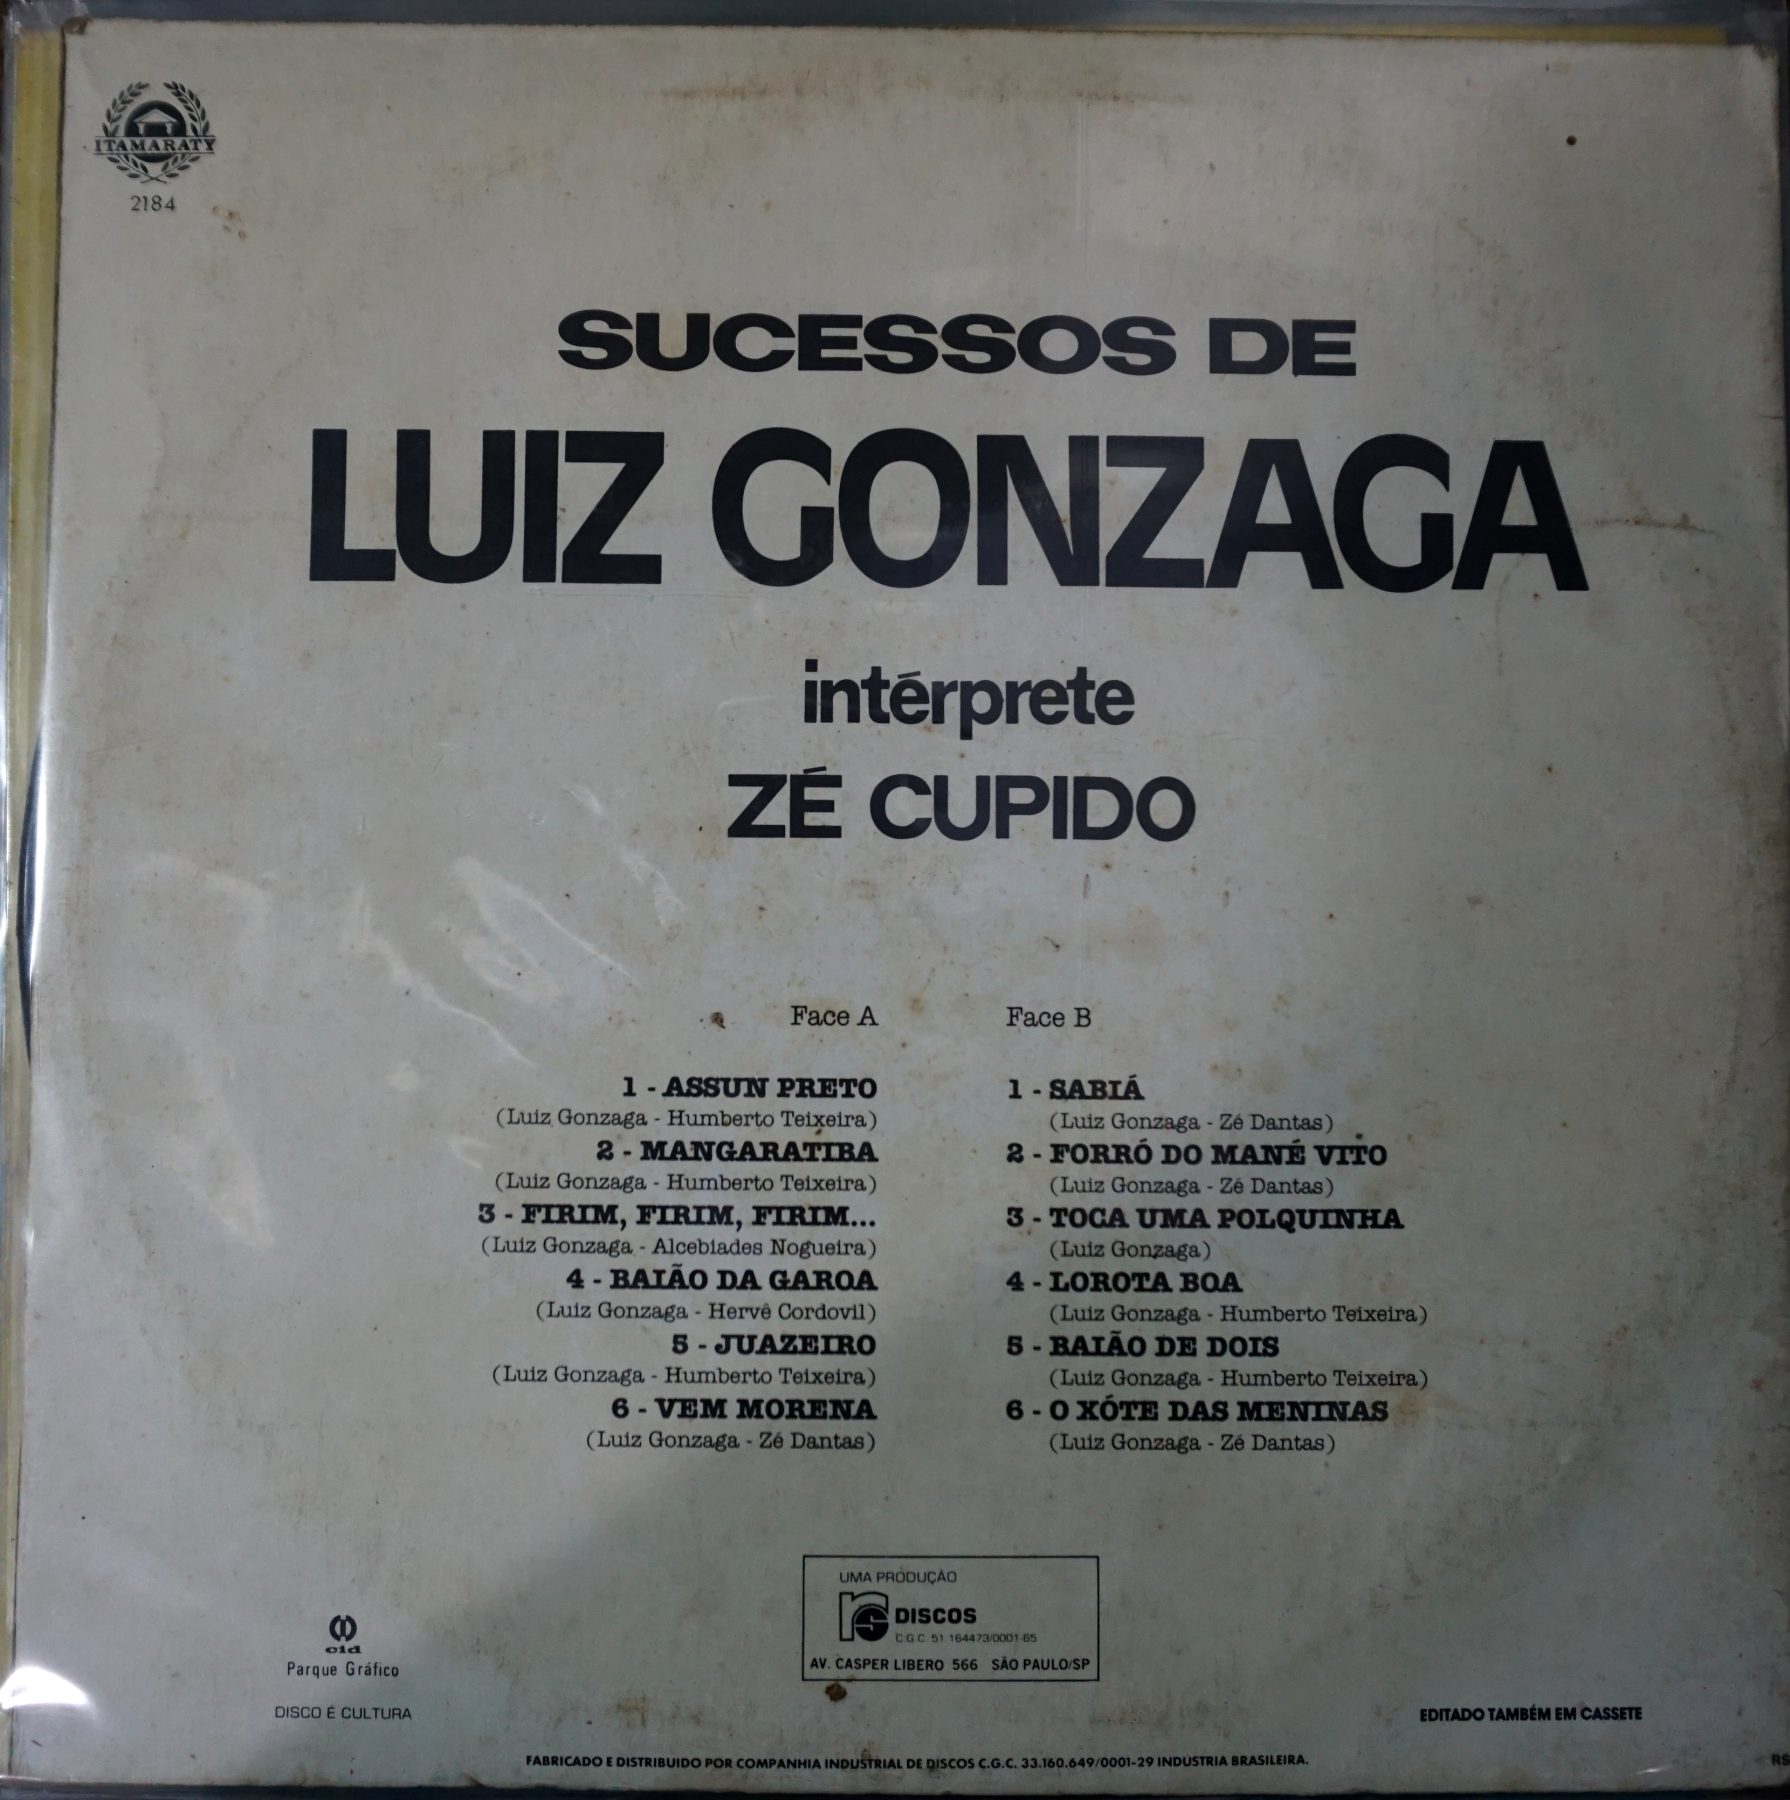 ITAMARATY
2184
SUCESSOS DE
LUIZ GONZAGA
intérprete
ZÉ CUPIDO
Face A
1 - ASSUN PRETO
(Luiz Gonzaga - Humberto Teixeira)
2 - MANGARATIBA
(Luiz Gonzaga - Humberto Teixeira)
3 - FIRIM, FIRIM, FIRIM...
(Luiz Gonzaga - Alcebiades Nogueira)
4 - BAIÃO DA GAROA
(Luiz Gonzaga - Hervê Cordovil)
5 - JUAZEIRO
(Luiz Gonzaga - Humberto Teixeira)
6 - VEM MORENA
(Luiz Gonzaga - Zé Dantas)
Face B
1 - SABIÁ
(Luiz Gonzaga - Zé Dantas)
2 - FORRÓ DO MANÉ VITO
(Luiz Gonzaga - Zé Dantas)
3 - TOCA UMA POLQUINHA
(Luiz Gonzaga)
4 - LOROTA BOA
(Luiz Gonzaga - Humberto Teixeira)
5 - BAIÃO DE DOIS
(Luiz Gonzaga - Humberto Teixeira)
6 - O XÓTE DAS MENINAS
(Luiz Gonzaga - Zé Dantas)
UMA PRODUÇÃO
rs DISCOS
C.G.C. 51.164473/0001-65
AV. CASPER LIBERO 566 SÃO PAULO/SP
cid
Parque Gráfico
DISCO É CULTURA
EDITADO TAMBÉM EM CASSETE
FABRICADO E DISTRIBUIDO POR COMPANHIA INDUSTRIAL DE DISCOS C.G.C. 33.160.649/0001-29 INDUSTRIA BRASILEIRA.
RS